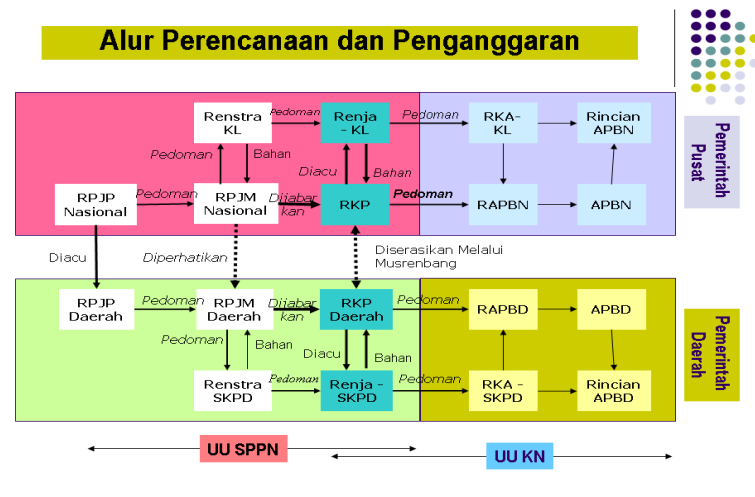 Alur Perencanaan dan Penganggaran
Renstra
KL
Pedoman
Renja
- KL
Pedoman
RKA-
KL
Rincian
APBN
Pemerintah
Pusat
Pedoman
Bahan
Diacu
Bahan
RPJP
Nasional
Pedoman
RPJM
Nasional
Dijabar
kan
RKP
Pedoman
RAPBN
APBN
Diacu
Diperhatikan
Diserasikan Melalui
Musrenbang
RPJP
Daerah
Pedoman
RPJM
Daerah
Dijabar
kan
RKP
Daerah
Pedoman
RAPBD
APBD
Pemerintah
Daerah
Pedoman
Bahan
Diacu
Bahan
Renstra
SKPD
Pedoman
Renja -
SKPD
Pedoman
RKA -
SKPD
Rincian
APBD
UU SPPN
UU KN